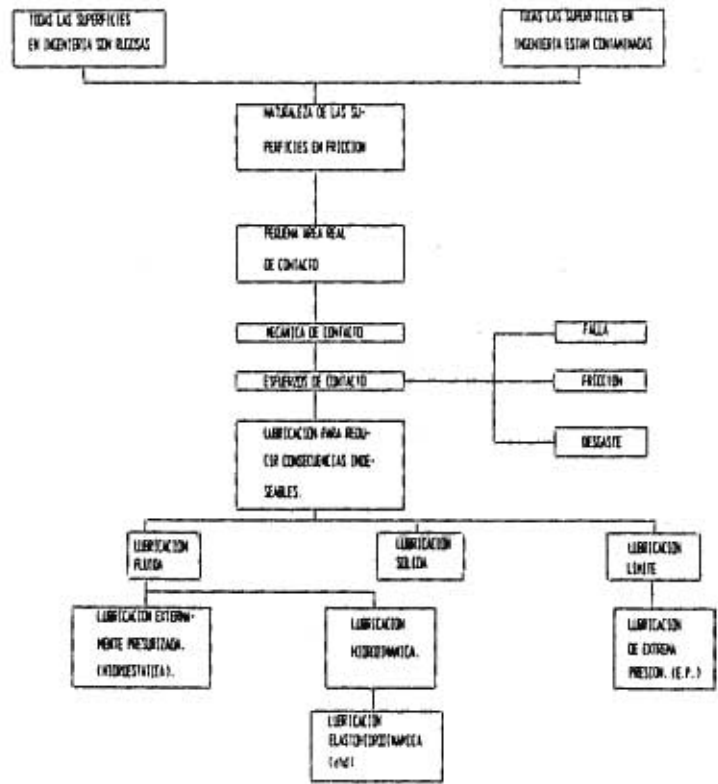 TODAS LAS SUPERFICIES
EN INGENIERIA SON RUGOSAS
TODAS LAS SUPERFICIES EN
INGENIERIA ESTAN CONTAMINADAS
NATURALEZA DE LAS SU-
PERFICIES EN FRICCION
PEQUENA AREA REAL
DE CONTACTO
MECANICA DE CONTACTO
ESFUERZOS DE CONTACTO
FALLA
FRICCION
DESGASTE
LUBRICACION PARA REDU-
CIR CONSECUENCIAS INDE-
SEABLES.
LUBRICACION
FLUIDA
LUBRICACION
SOLIDA
LUBRICACION
LIMITE
LUBRICACION EXTERNA-
MENTE PRESURIZADA.
(HIDROESTATICA).
LUBRICACION
HIDRODINAMICA.
LUBRICACION
DE EXTREMA
PRESION. (E.P.)
LUBRICACION
ELASTOHIDRODINAMICA
(ehd)